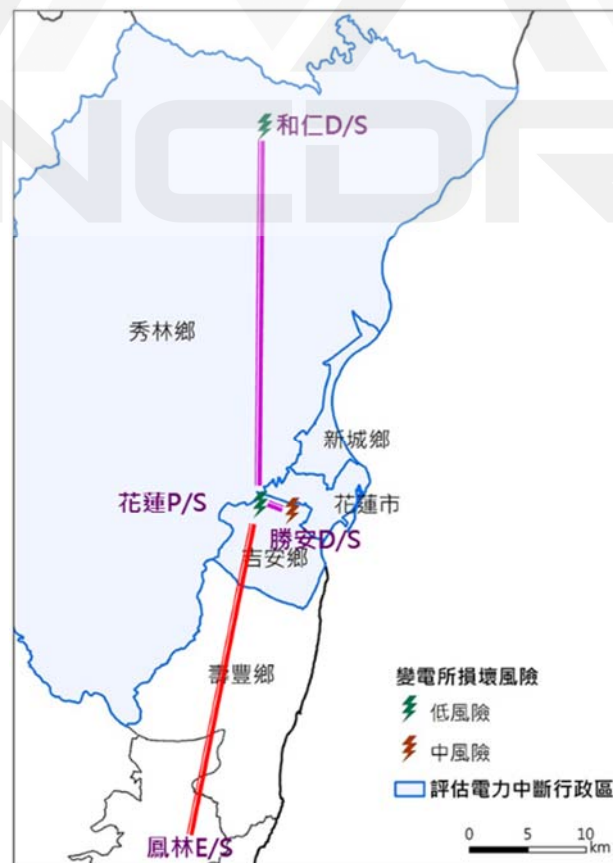 NCDR
和仁D/S
秀林鄉
新城鄉
花蓮P/S
花蓮市
勝安D/S
吉安鄉
壽豐鄉
變電所損壞風險
低風險
中風險
評估電力中斷行政區
鳳林E/S
0 5 10
km